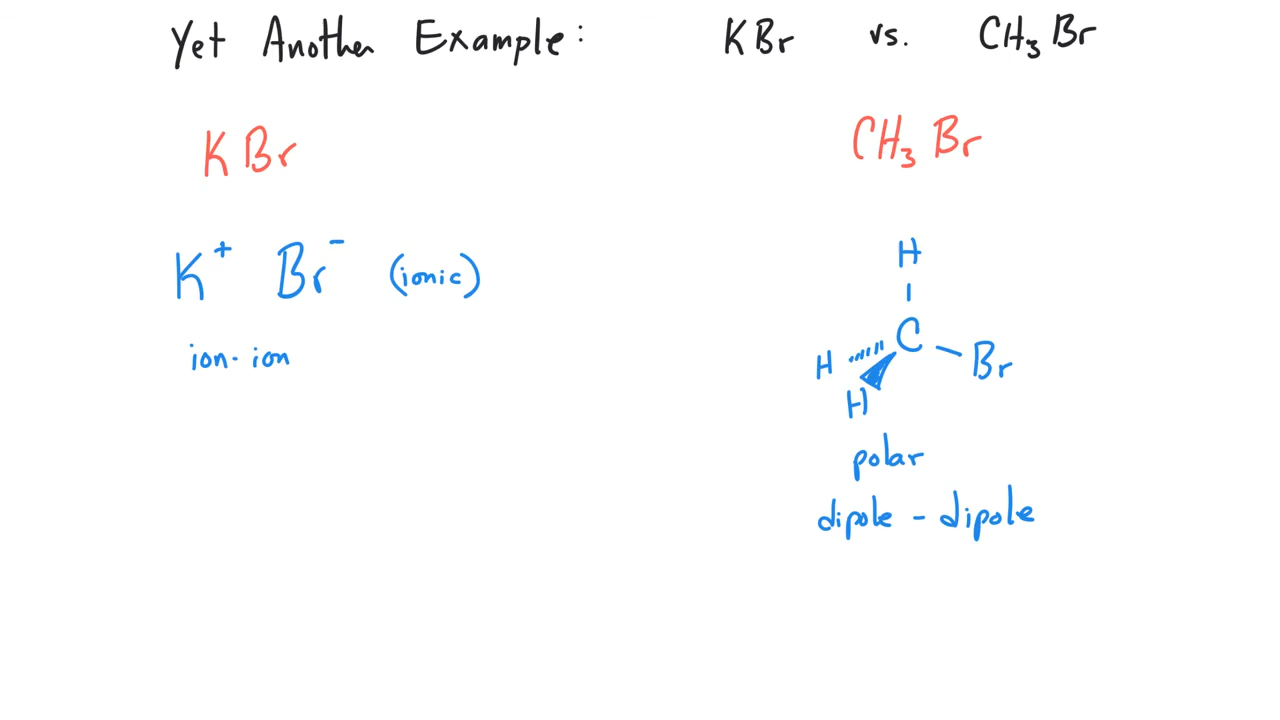 Yet Another Example: KBr vs. CH₃Br
KBr
CH₃Br
K⁺ Br⁻ (ionic)
ion-ion
H
C
H
Br
H
polar
dipole - dipole